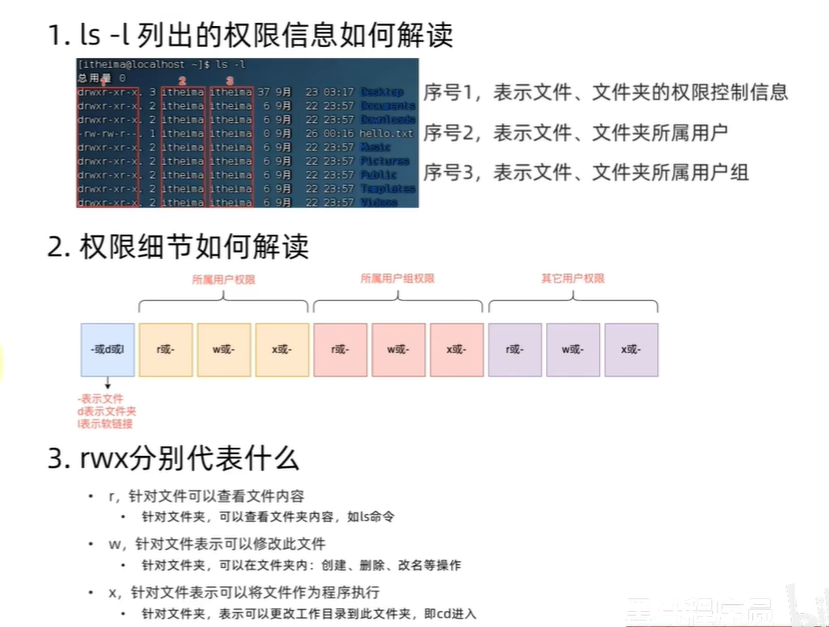 1. ls -l 列出的权限信息如何解读
[itheima@localhost ~]$ ls -l
总用量 0
1 2 3
drwxr-xr-x. 3 itheima itheima 37 9月 23 03:17 Desktop
drwxr-xr-x. 2 itheima itheima 6 9月 22 23:57 Documents
drwxr-xr-x. 2 itheima itheima 6 9月 22 23:57 Downloads
-rw-rw-r--. 1 itheima itheima 0 9月 26 00:16 hello.txt
drwxr-xr-x. 2 itheima itheima 6 9月 22 23:57 Music
drwxr-xr-x. 2 itheima itheima 6 9月 22 23:57 Pictures
drwxr-xr-x. 2 itheima itheima 6 9月 22 23:57 Public
drwxr-xr-x. 2 itheima itheima 6 9月 22 23:57 Templates
drwxr-xr-x. 2 itheima itheima 6 9月 22 23:57 Videos
序号1，表示文件、文件夹的权限控制信息
序号2，表示文件、文件夹所属用户
序号3，表示文件、文件夹所属用户组
2. 权限细节如何解读
所属用户权限 所属用户组权限 其它用户权限
-或d或l r或- w或- x或- r或- w或- x或- r或- w或- x或-
-表示文件
d表示文件夹
l表示软链接
3. rwx分别代表什么
• r，针对文件可以查看文件内容
• 针对文件夹，可以查看文件夹内容，如ls命令
• w，针对文件表示可以修改此文件
• 针对文件夹，可以在文件夹内：创建、删除、改名等操作
• x，针对文件表示可以将文件作为程序执行
• 针对文件夹，表示可以更改工作目录到此文件夹，即cd进入